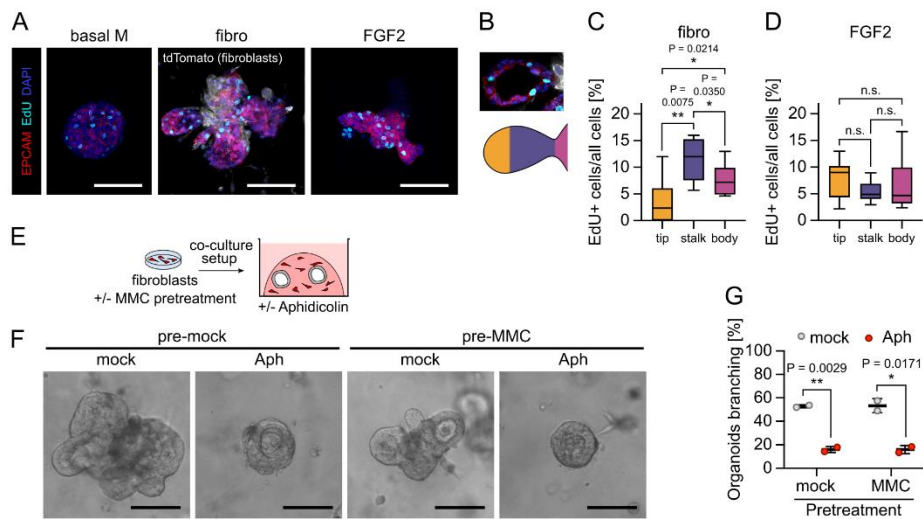 A
basal M
fibro
FGF2
EPCAM EdU DAPI
tdTomato (fibroblasts)
B
C
fibro
P = 0.0214
*
P = 0.0075
P = 0.0350
**
*
EdU+ cells/all cells [%]
20
15
10
5
0
tip
stalk
body
D
FGF2
n.s.
n.s.
n.s.
EdU+ cells/all cells [%]
20
15
10
5
0
tip
stalk
body
E
co-culture
setup
fibroblasts
+/- MMC pretreatment
+/- Aphidicolin
F
pre-mock
pre-MMC
mock
Aph
mock
Aph
G
mock
Aph
P = 0.0029
P = 0.0171
**
*
Organoids branching [%]
100
80
60
40
20
0
mock
MMC
Pretreatment